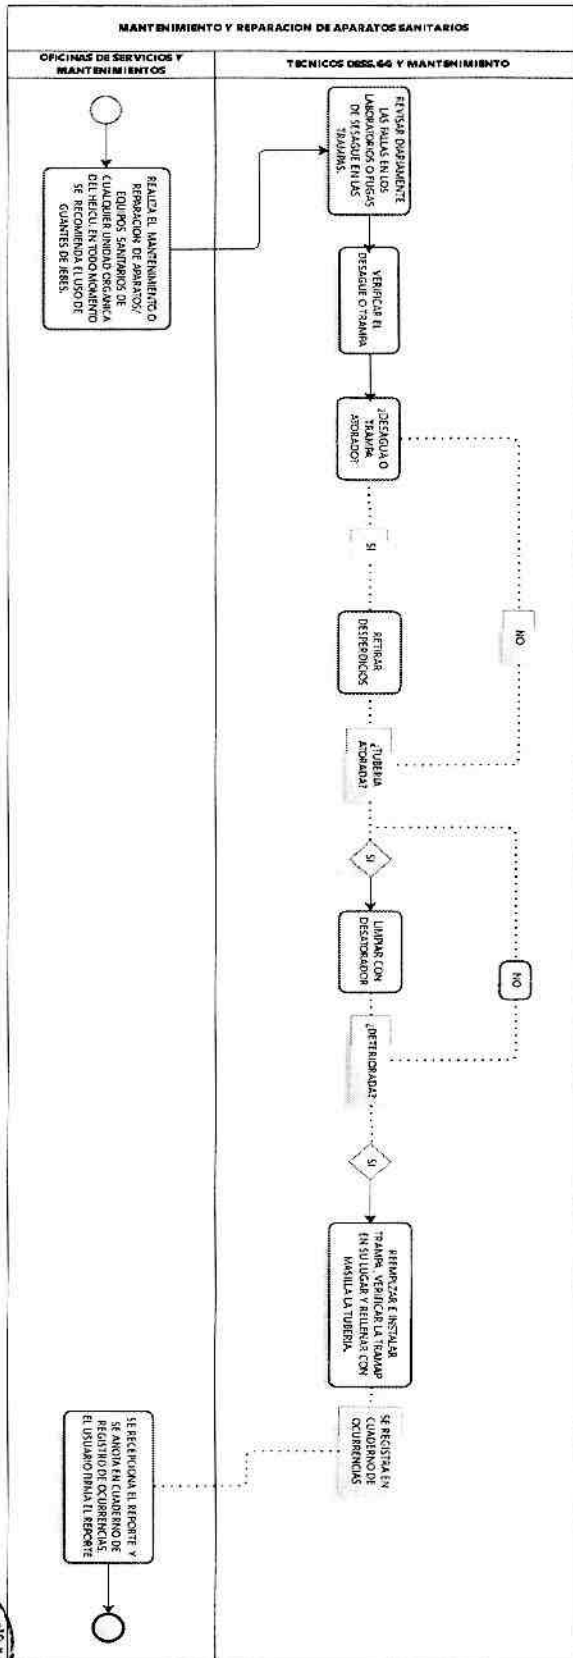 MANTENIMIENTO Y REPARACION DE APARATOS SANITARIOS
OFICINAS DE SERVICIOS Y
MANTENIMIENTOS
TECNICOS OESS.GG Y MANTENIMIENTO
REALIZA EL MANTENIMIENTO O
REPARACION DE APARATOS/
EQUIPOS SANITARIOS DE
CUALQUIER UNIDAD ORGANICA
DEL HEJCU. EN TODO MOMENTO
SE RECOMIENDA EL USO DE
GUANTES DE JEBES.
REVISAR DIARIAMENTE
LAS FALLAS EN LOS
LABORATORIOS O FUGAS
DE SESAGUE EN LAS
TRAMPAS.
VERIFICAR EL
DESAGUE O TRAMPA
¿DESAGUA O
TRAMPA
ATORADO?
SI
NO
RETIRAR
DESPERDICIOS
¿TUBERIA
ATORADA?
SI
NO
LIMPIAR CON
DESATORADOR
¿DETERIORADA?
SI
REEMPLZAR E INSTALAR
TRAMPA, VERIFICAR LA TRAMAP
EN SU LUGAR Y RELLENAR CON
MASILLA LA TUBERIA.
SE REGISTRA EN
CUADERNO DE
OCURRENCIAS
SE RECEPCIONA EL REPORTE Y
SE ANOTA EN CUADERNO DE
REGISTRO DE OCURRENCIAS.
EL USUARIO FIRMA EL REPORTE